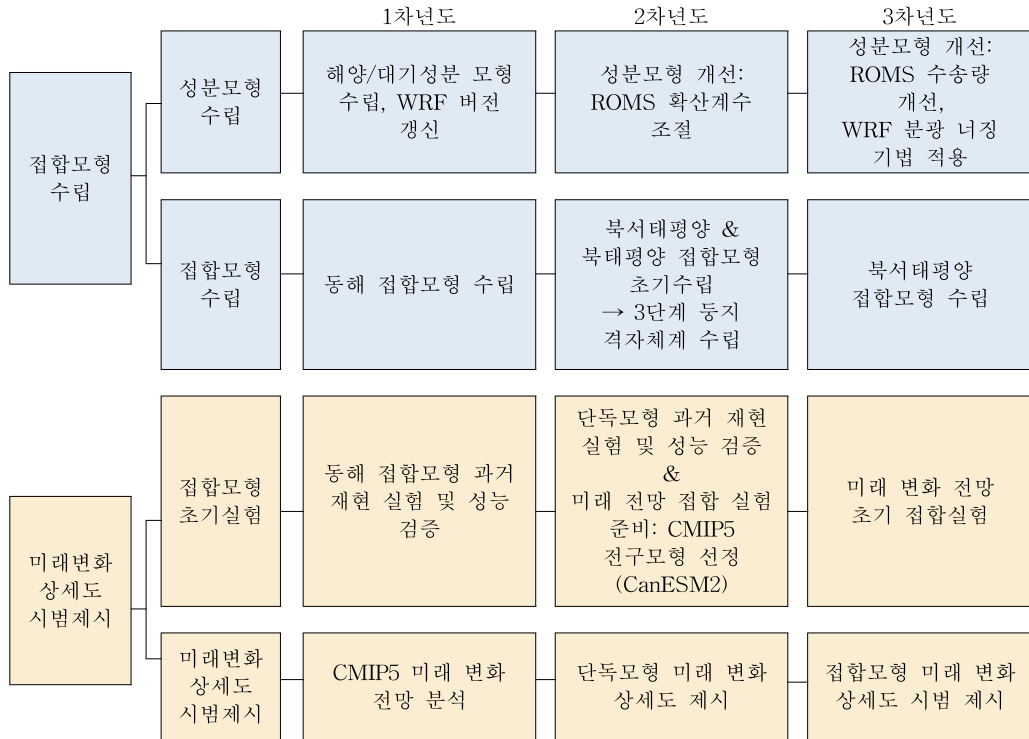 1차년도
2차년도
3차년도
접합모형
수립
성분모형
수립
해양/대기성분 모형
수립, WRF 버전
갱신
성분모형 개선:
ROMS 확산계수
조절
성분모형 개선:
ROMS 수송량
개선,
WRF 분광 너징
기법 적용
접합모형
수립
동해 접합모형 수립
북서태평양 &
북태평양 접합모형
초기수립
→ 3단계 둥지
격자체계 수립
북서태평양
접합모형 수립
미래변화
상세도
시범제시
접합모형
초기실험
동해 접합모형 과거
재현 실험 및 성능
검증
단독모형 과거 재현
실험 및 성능 검증
&
미래 전망 접합 실험
준비: CMIP5
전구모형 선정
(CanESM2)
미래 변화 전망
초기 접합실험
미래변화
상세도
시범제시
CMIP5 미래 변화
전망 분석
단독모형 미래 변화
상세도 제시
접합모형 미래 변화
상세도 시범 제시